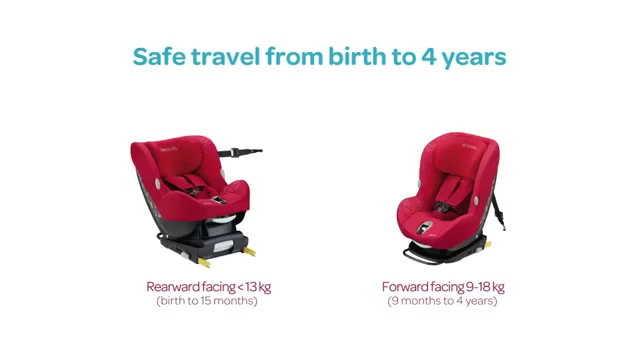 Safe travel from birth to 4 years
Rearward facing < 13 kg
(birth to 15 months)
Forward facing 9-18 kg
(9 months to 4 years)